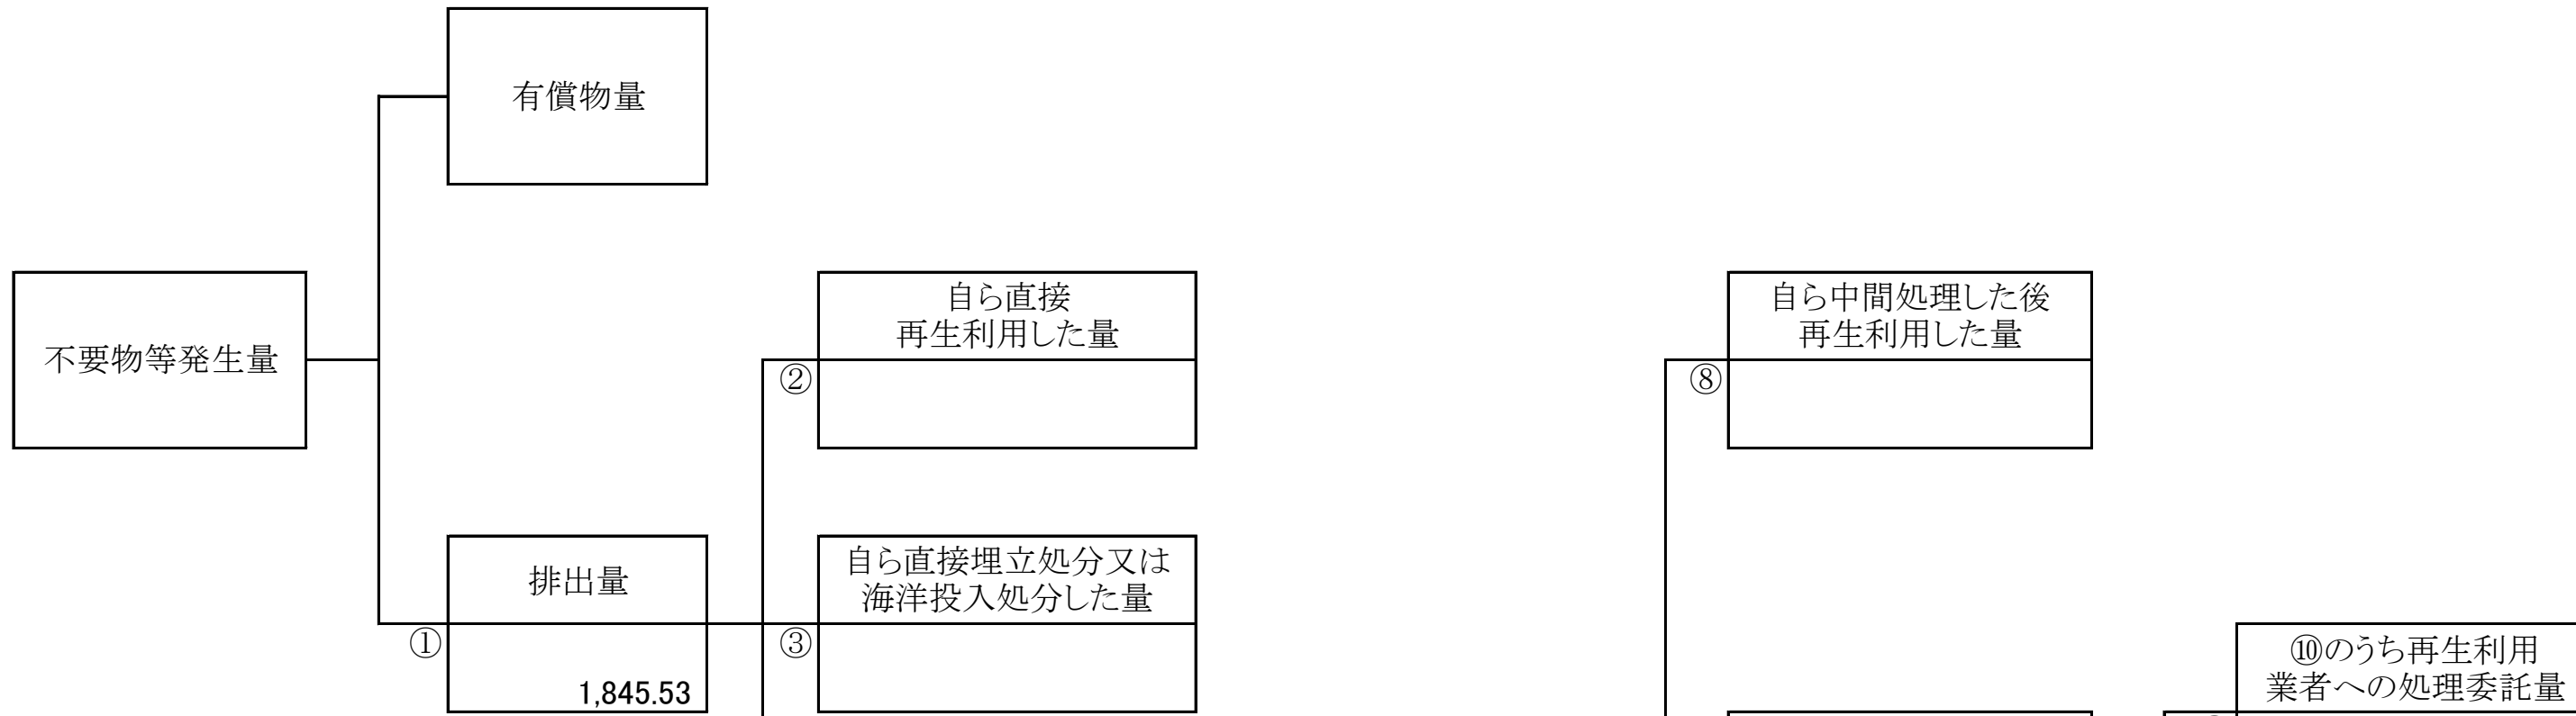 有償物量
不要物等発生量
自ら直接
再生利用した量
②
自ら中間処理した後
再生利用した量
⑧
排出量
①
1,845.53
自ら直接埋立処分又は
海洋投入処分した量
③
⑩のうち再生利用
業者への処理委託量